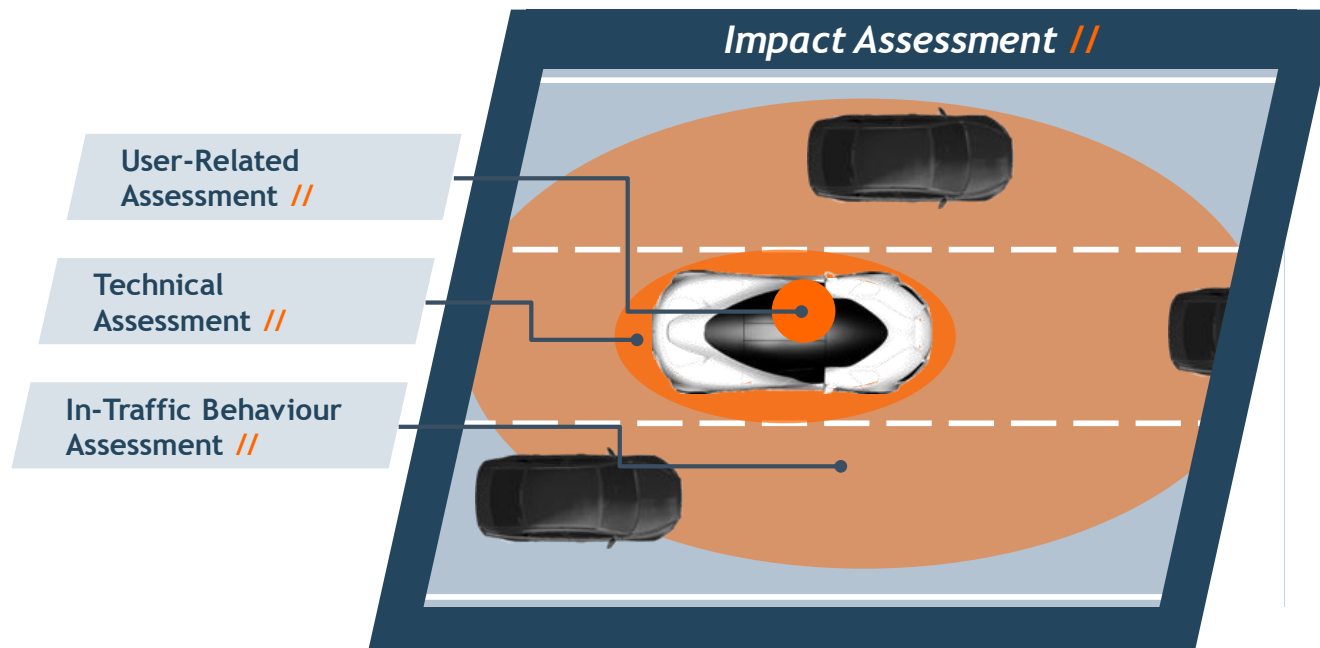 Impact Assessment //
User-Related
Assessment //
Technical
Assessment //
In-Traffic Behaviour
Assessment //